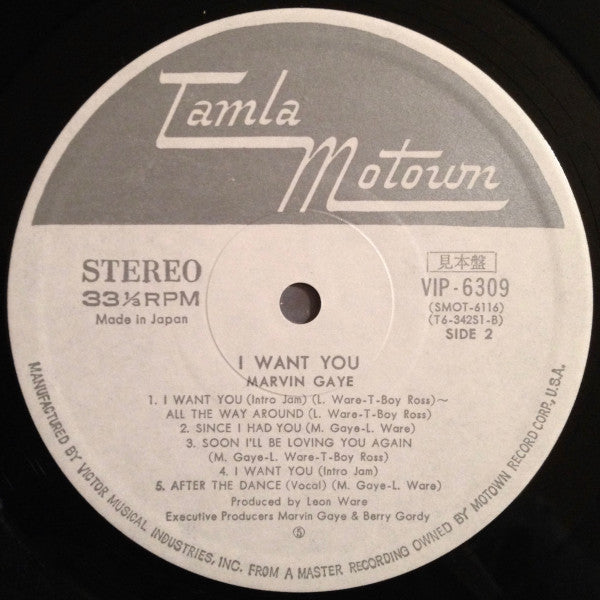 Tamla
Motown
STEREO
33⅓RPM
Made in Japan
見本盤
VIP-6309
(SMOT-6116)
(T6-342S1-B)
SIDE 2
I WANT YOU
MARVIN GAYE
1. I WANT YOU (Intro Jam) (L. Ware-T-Boy Ross)~
ALL THE WAY AROUND (L. Ware-T-Boy Ross)
2. SINCE I HAD YOU (M. Gaye-L. Ware)
3. SOON I'LL BE LOVING YOU AGAIN
(M. Gaye-L. Ware-T-Boy Ross)
4. I WANT YOU (Intro Jam)
5. AFTER THE DANCE (Vocal) (M. Gaye-L. Ware)
Produced by Leon Ware
Executive Producers Marvin Gaye & Berry Gordy
⑤
MANUFACTURED BY VICTOR MUSICAL INDUSTRIES, INC. FROM A MASTER RECORDING OWNED BY MOTOWN RECORD CORP., U.S.A.